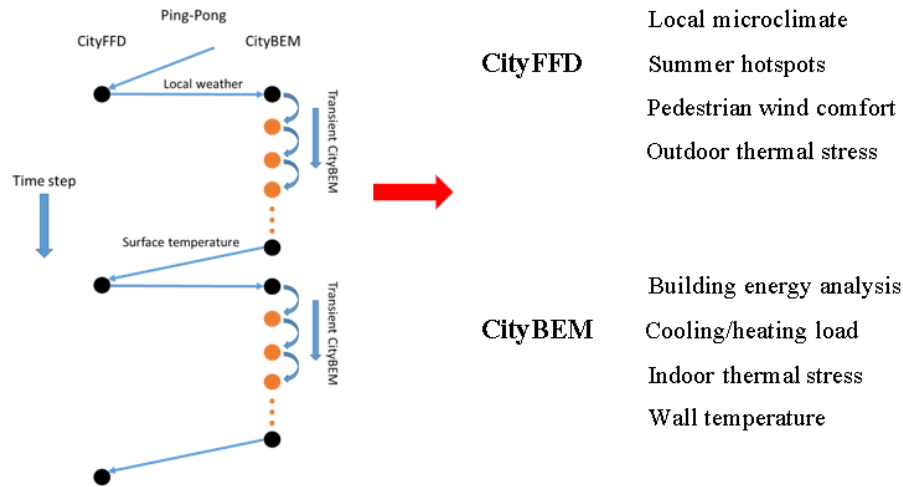 Ping-Pong
CityFFD
CityBEM
Local weather
Transient CityBEM
Time step
Surface temperature
Transient CityBEM
CityFFD
Local microclimate
Summer hotspots
Pedestrian wind comfort
Outdoor thermal stress
CityBEM
Building energy analysis
Cooling/heating load
Indoor thermal stress
Wall temperature